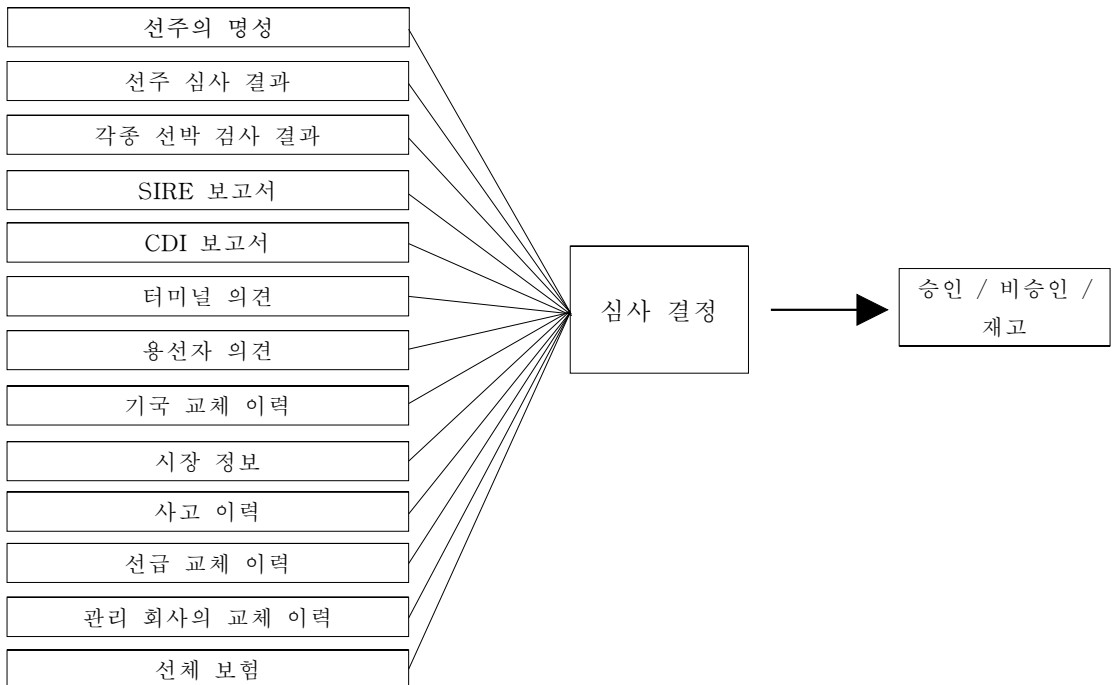 선주의 명성
선주 심사 결과
각종 선박 검사 결과
SIRE 보고서
CDI 보고서
터미널 의견
용선자 의견
기국 교체 이력
시장 정보
사고 이력
선급 교체 이력
관리 회사의 교체 이력
선체 보험
심사 결정
승인 / 비승인 /
재고